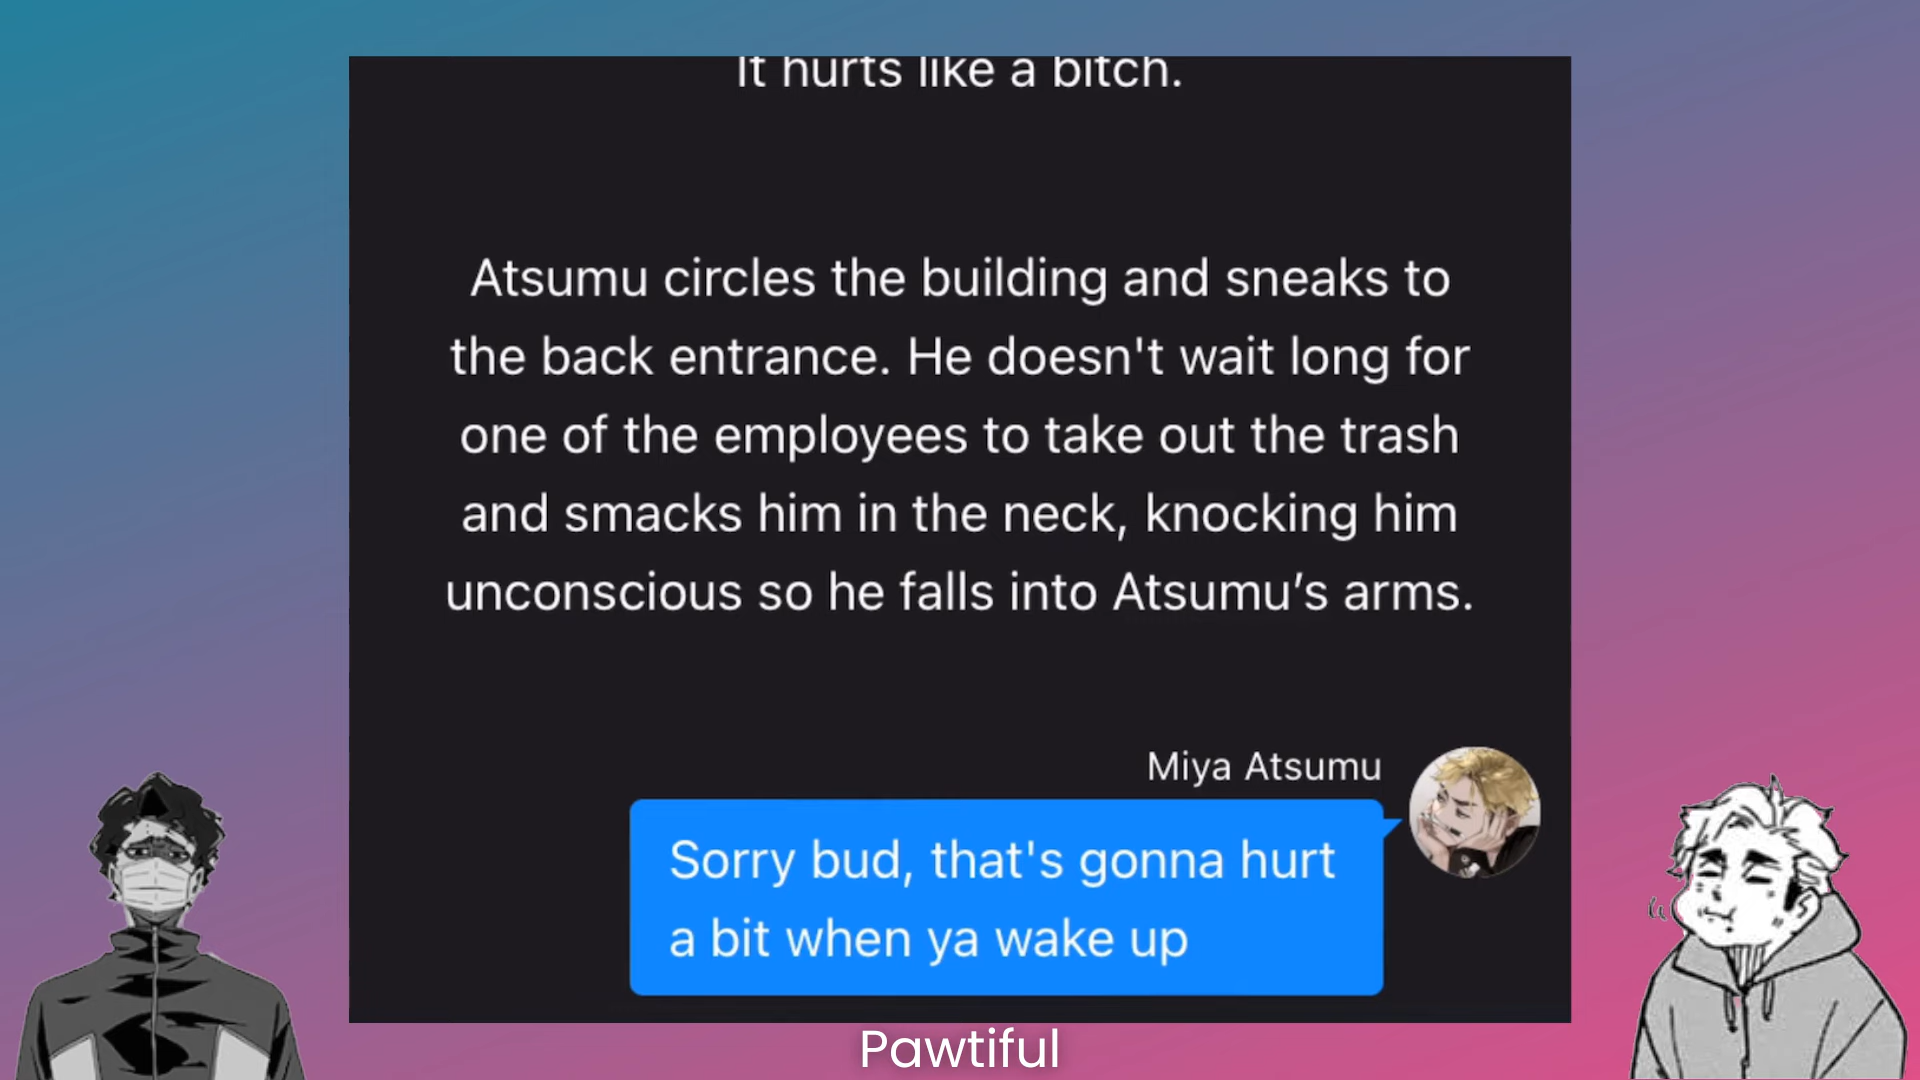 It hurts like a bitch.
Atsumu circles the building and sneaks to
the back entrance. He doesn't wait long for
one of the employees to take out the trash
and smacks him in the neck, knocking him
unconscious so he falls into Atsumu’s arms.
Miya Atsumu
Sorry bud, that's gonna hurt
a bit when ya wake up
Pawtiful